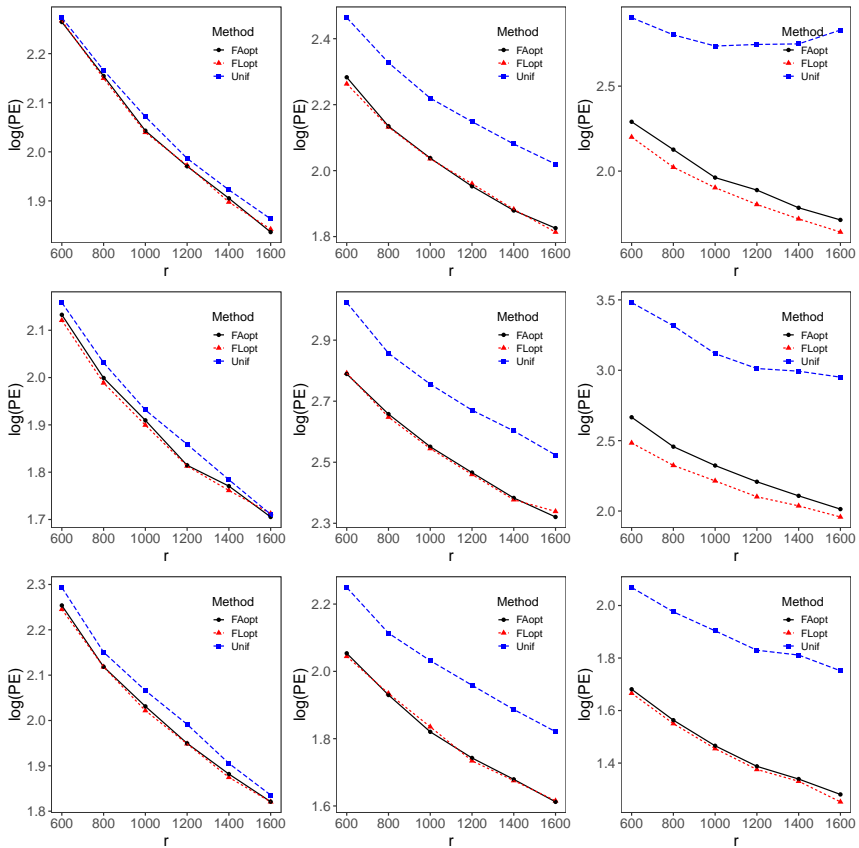 log(PE)
2.2
2.1
2.0
1.9
600 800 1000 1200 1400 1600
r
Method
FAopt
FLopt
Unif
log(PE)
2.4
2.2
2.0
1.8
600 800 1000 1200 1400 1600
r
Method
FAopt
FLopt
Unif
log(PE)
2.5
2.0
600 800 1000 1200 1400 1600
r
Method
FAopt
FLopt
Unif
log(PE)
2.1
2.0
1.9
1.8
1.7
600 800 1000 1200 1400 1600
r
Method
FAopt
FLopt
Unif
log(PE)
2.9
2.7
2.5
2.3
600 800 1000 1200 1400 1600
r
Method
FAopt
FLopt
Unif
log(PE)
3.5
3.0
2.5
2.0
600 800 1000 1200 1400 1600
r
Method
FAopt
FLopt
Unif
log(PE)
2.3
2.2
2.1
2.0
1.9
1.8
600 800 1000 1200 1400 1600
r
Method
FAopt
FLopt
Unif
log(PE)
2.2
2.0
1.8
1.6
600 800 1000 1200 1400 1600
r
Method
FAopt
FLopt
Unif
log(PE)
2.0
1.8
1.6
1.4
600 800 1000 1200 1400 1600
r
Method
FAopt
FLopt
Unif